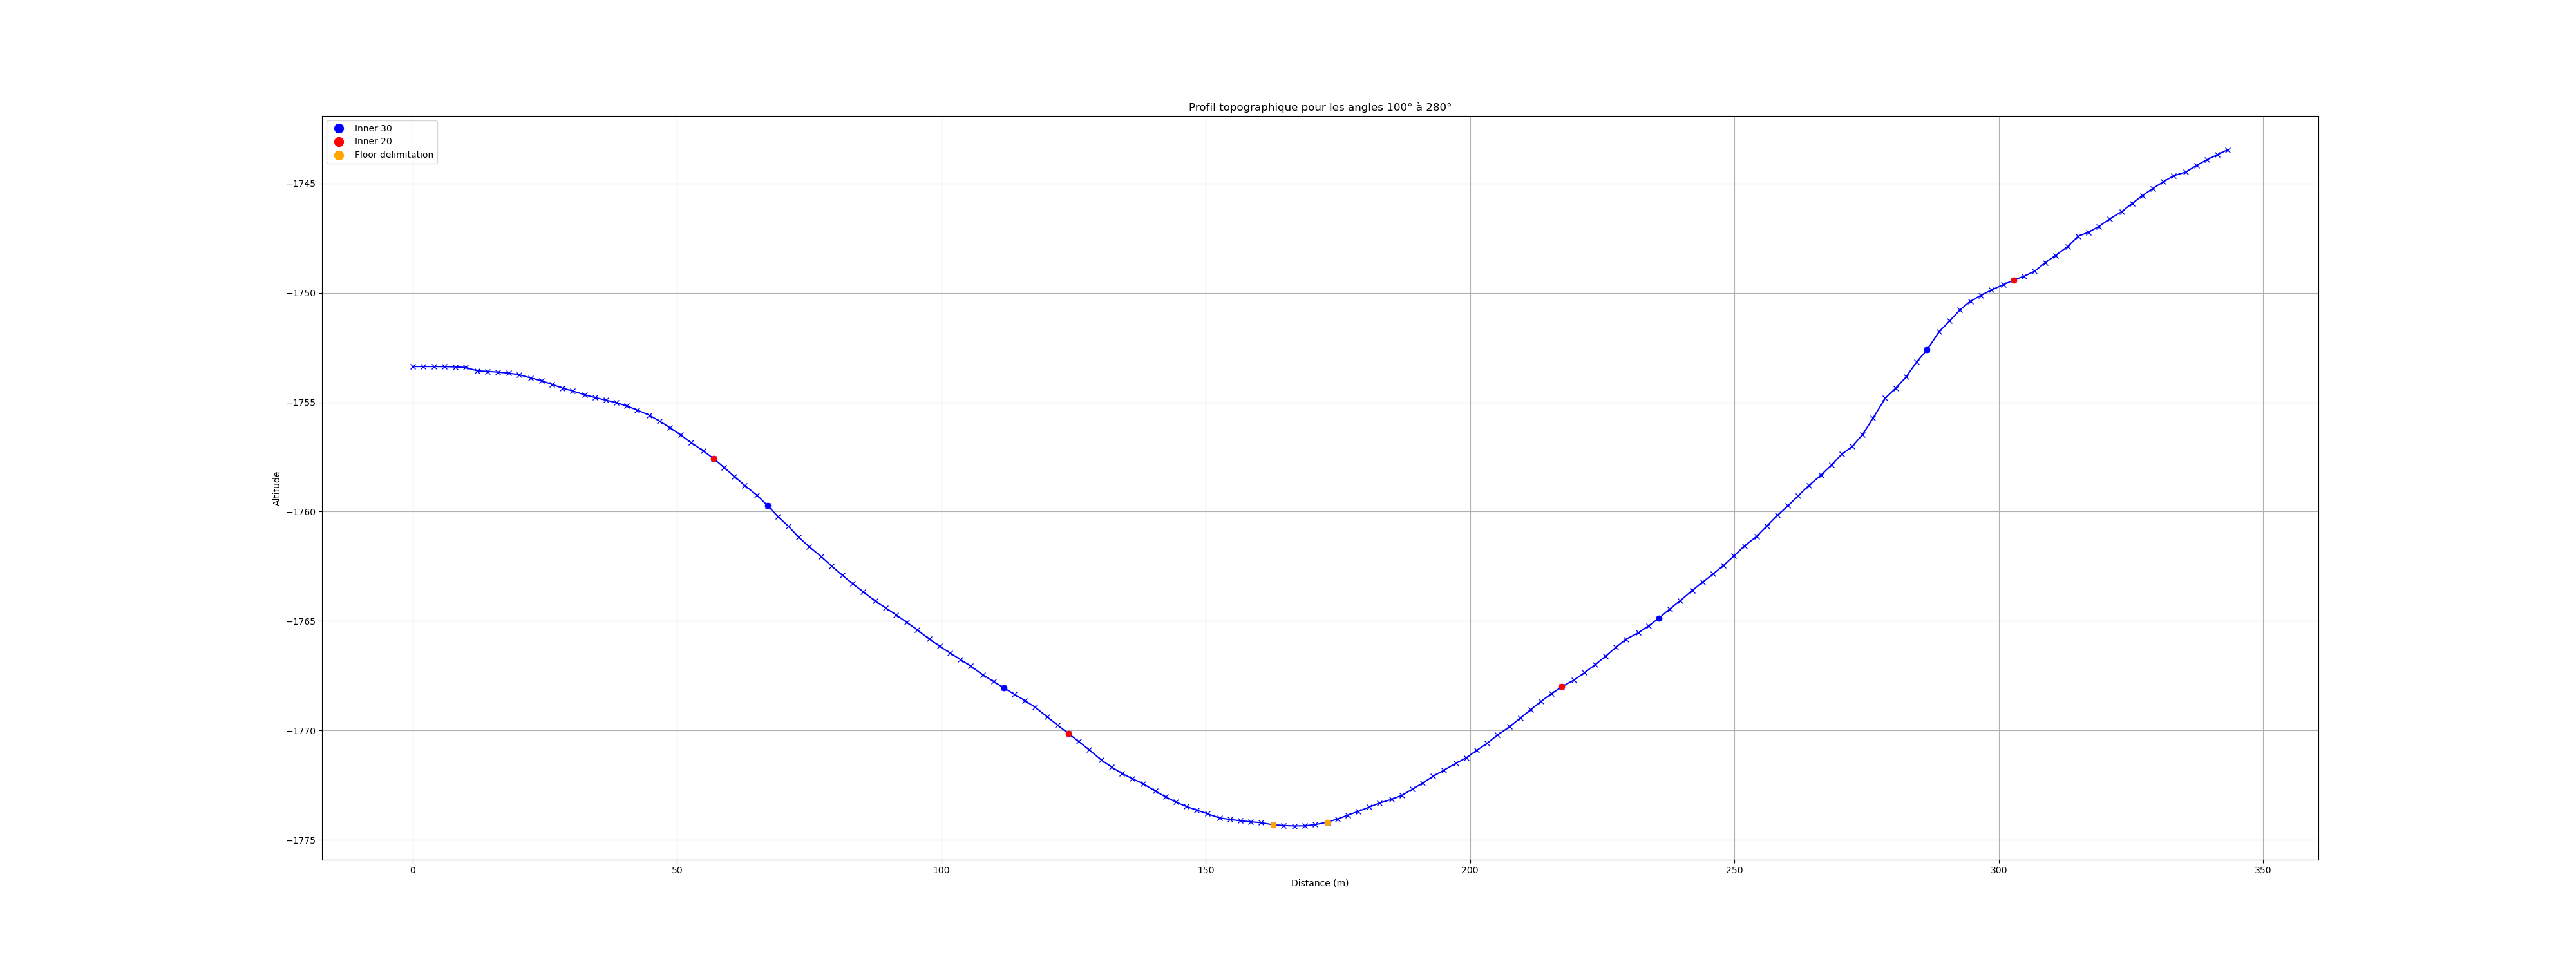 Profil topographique pour les angles 100° à 280°
Inner 30
Inner 20
Floor delimitation
−1745
−1750
−1755
−1760
−1765
−1770
−1775
Altitude
0 50 100 150 200 250 300 350
Distance (m)